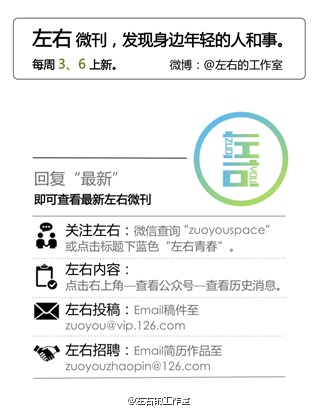 左右 微刊，发现身边年轻的人和事。
每周 3、6 上新。 微博：@左右的工作室
ZUO YOU
左右
回复“最新”
即可查看最新左右微刊
关注左右：微信查询“zuoyouspace”
或点击标题下蓝色“左右青春”。
左右内容：
点击右上角—查看公众号—查看历史消息。
左右投稿：Email稿件至
zuoyou@vip.126.com
左右招聘：Email简历作品至
zuoyouzhaopin@126.com
@左右的工作室